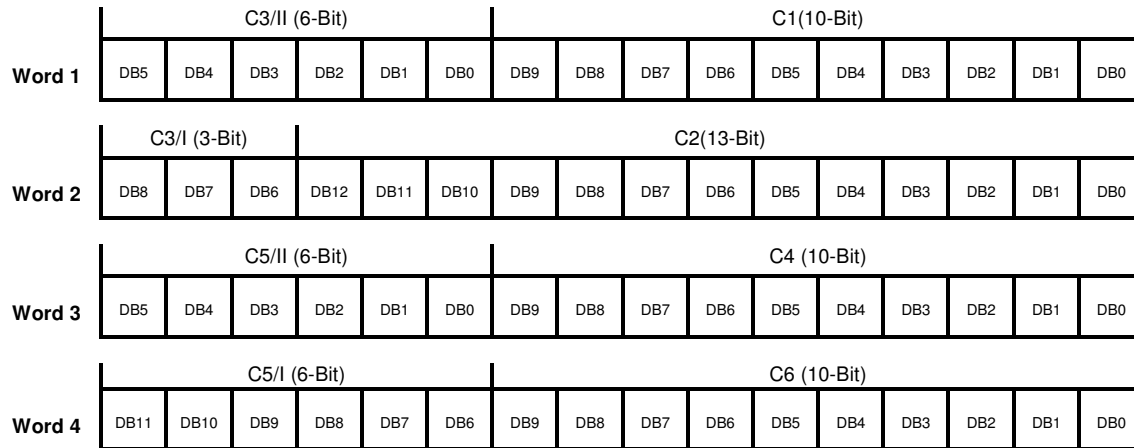 C3/II (6-Bit) C1(10-Bit)
Word 1 DB5 DB4 DB3 DB2 DB1 DB0 DB9 DB8 DB7 DB6 DB5 DB4 DB3 DB2 DB1 DB0
C3/I (3-Bit) C2(13-Bit)
Word 2 DB8 DB7 DB6 DB12 DB11 DB10 DB9 DB8 DB7 DB6 DB5 DB4 DB3 DB2 DB1 DB0
C5/II (6-Bit) C4 (10-Bit)
Word 3 DB5 DB4 DB3 DB2 DB1 DB0 DB9 DB8 DB7 DB6 DB5 DB4 DB3 DB2 DB1 DB0
C5/I (6-Bit) C6 (10-Bit)
Word 4 DB11 DB10 DB9 DB8 DB7 DB6 DB9 DB8 DB7 DB6 DB5 DB4 DB3 DB2 DB1 DB0